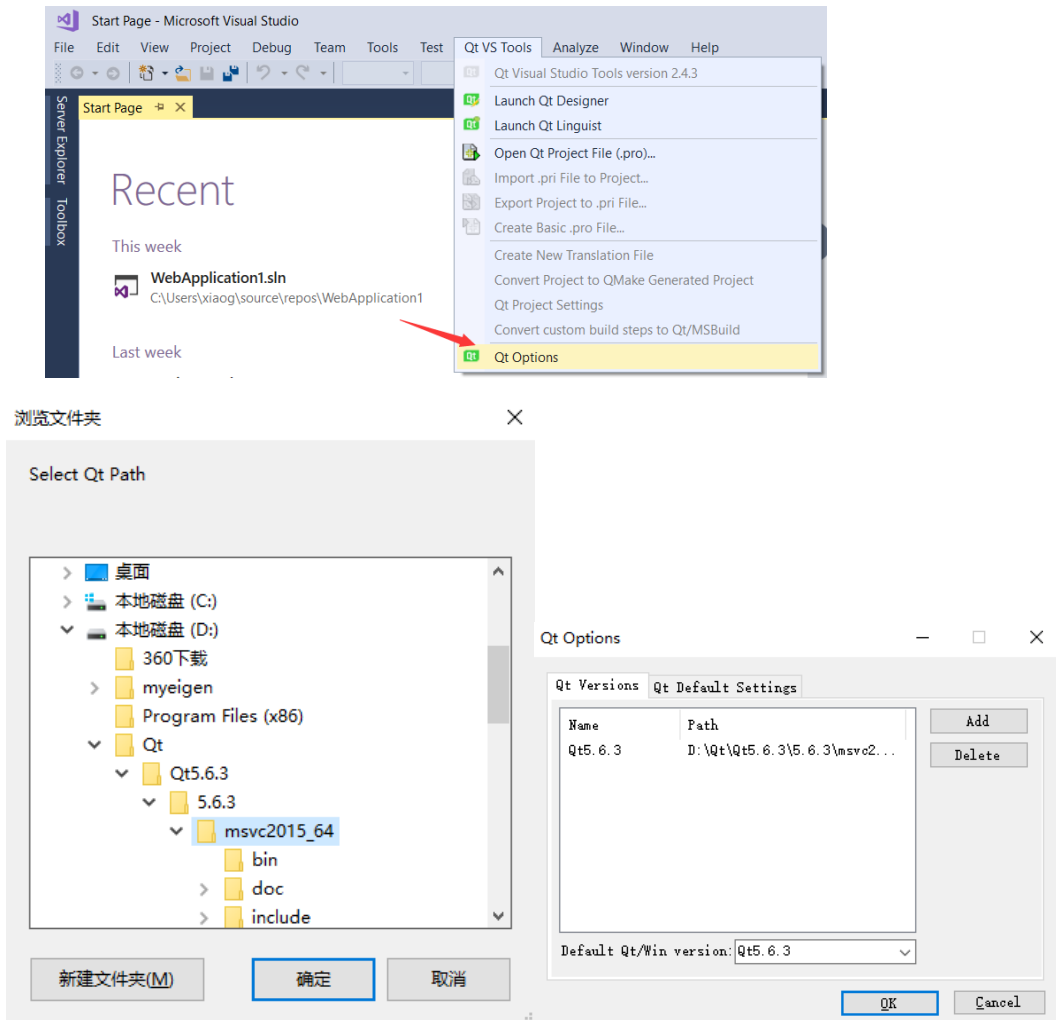 Start Page - Microsoft Visual Studio
File Edit View Project Debug Team Tools Test Qt VS Tools Analyze Window Help
Qt Visual Studio Tools version 2.4.3
Launch Qt Designer
Launch Qt Linguist
Open Qt Project File (.pro)...
Import .pri File to Project...
Export Project to .pri File...
Create Basic .pro File...
Create New Translation File
Convert Project to QMake Generated Project
Qt Project Settings
Convert custom build steps to Qt/MSBuild
Qt Options
Server Explorer
Toolbox
Start Page
Recent
This week
WebApplication1.sln
C:\Users\xiaog\source\repos\WebApplication1
Last week
浏览文件夹
Select Qt Path
桌面
本地磁盘 (C:)
本地磁盘 (D:)
360下载
myeigen
Program Files (x86)
Qt
Qt5.6.3
5.6.3
msvc2015_64
bin
doc
include
新建文件夹(M) 确定 取消
Qt Options
Qt Versions Qt Default Settings
Name Path
Qt5.6.3 D:\Qt\Qt5.6.3\5.6.3\msvc2...
Add
Delete
Default Qt/Win version: Qt5.6.3
OK Cancel